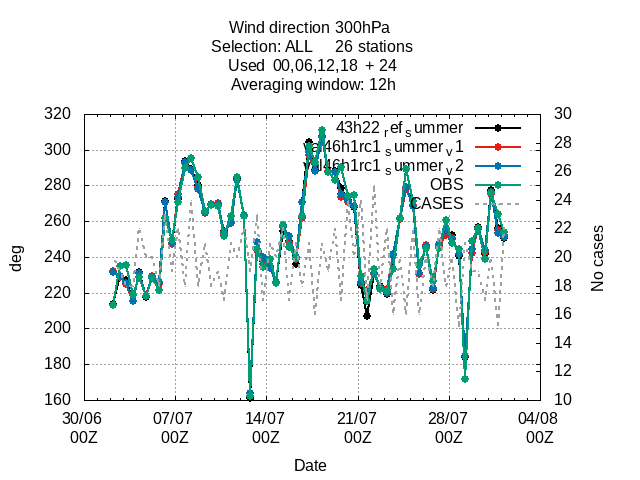 Wind direction 300hPa
Selection: ALL 26 stations
Used 00,06,12,18 + 24
Averaging window: 12h
320
300
280
260
240
220
200
180
160
30
28
26
24
22
20
18
16
14
12
10
43h22refsummer
46h1rc1summerv1
46h1rc1summerv2
OBS
CASES
deg
No cases
30/06 07/07 14/07 21/07 28/07 04/08
00Z 00Z 00Z 00Z 00Z 00Z
Date